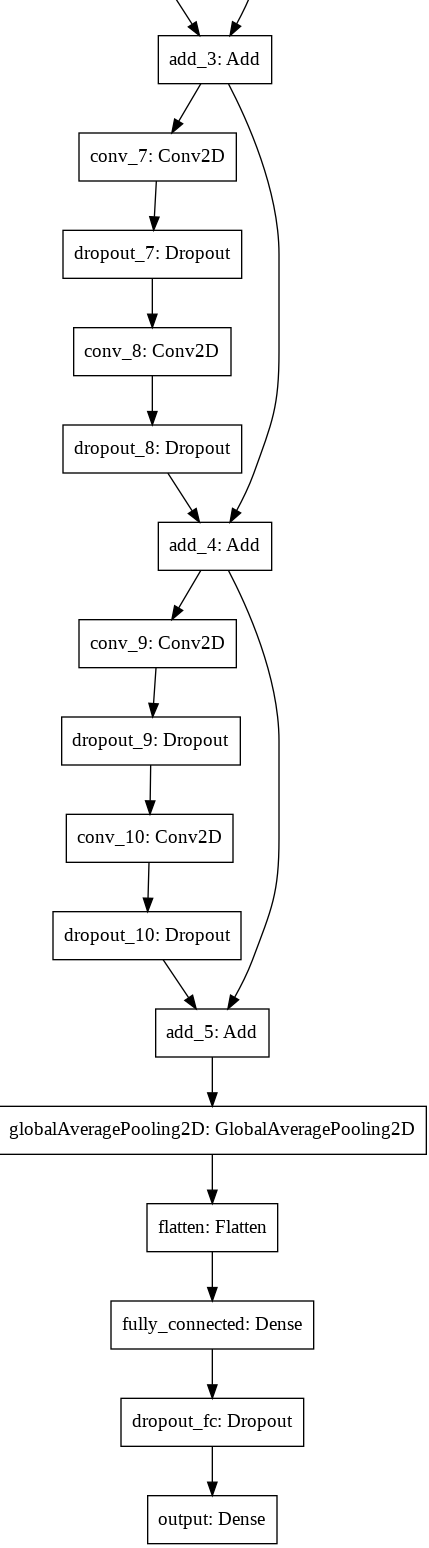 add_3: Add
conv_7: Conv2D
dropout_7: Dropout
conv_8: Conv2D
dropout_8: Dropout
add_4: Add
conv_9: Conv2D
dropout_9: Dropout
conv_10: Conv2D
dropout_10: Dropout
add_5: Add
globalAveragePooling2D: GlobalAveragePooling2D
flatten: Flatten
fully_connected: Dense
dropout_fc: Dropout
output: Dense